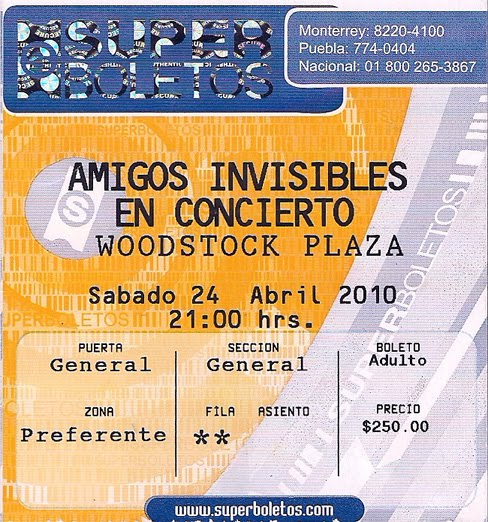 SUPER
BOLETOS
Monterrey: 8220-4100
Puebla: 774-0404
Nacional: 01 800 265-3867
AMIGOS INVISIBLES
EN CONCIERTO
WOODSTOCK PLAZA
Sabado 24 Abril 2010
21:00 hrs.
PUERTA
General
SECCION
General
BOLETO
Adulto
ZONA
Preferente
FILA ASIENTO
**
PRECIO
$250.00
SUPERBOLETOS
www.superboletos.com